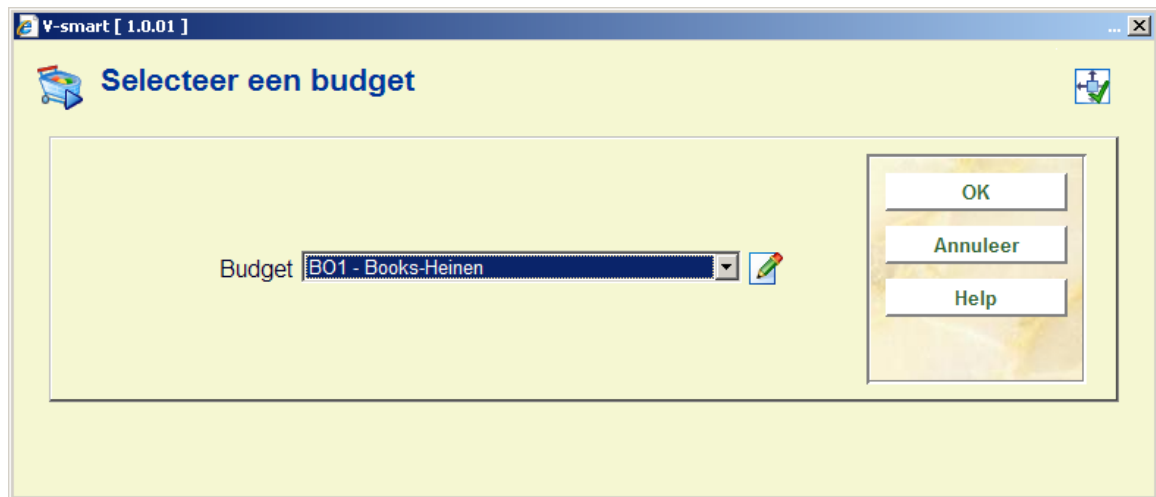 V-smart [ 1.0.01 ]
...
Selecteer een budget
OK
Annuleer
Budget BO1 - Books-Heinen
Help